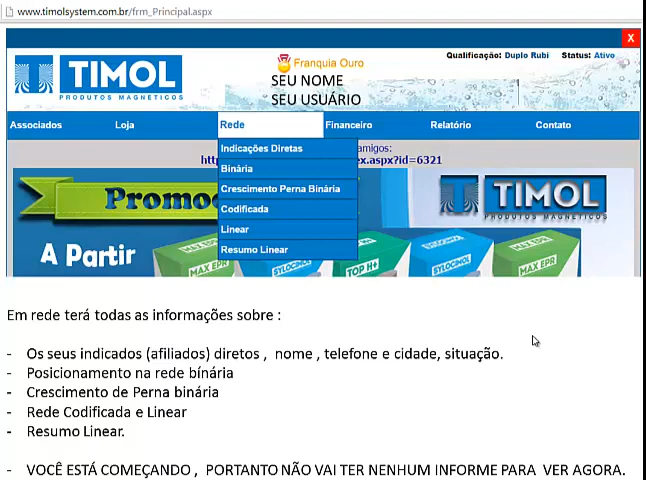 www.timolsystem.com.br/frm_Principal.aspx
X
Qualificação: Duplo Rubi Status: Ativo
Franquia Ouro
TIMOL
PRODUTOS MAGNÉTICOS
SEU NOME
SEU USUÁRIO
Associados Loja Rede Financeiro Relatório Contato
Indicações Diretas
amigos:
Binária
htt
ex.aspx?id=6321
Crescimento Perna Binária
Promo
TIMOL
PRODUTOS MAGNÉTICOS
Codificada
Linear
Resumo Linear
A Partir
MAX EPR
SYLOCIMOL
TOP H+
SYLOCIMOL
MAX EPR
Em rede terá todas as informações sobre :
- Os seus indicados (afiliados) diretos , nome , telefone e cidade, situação.
- Posicionamento na rede bínária
- Crescimento de Perna binária
- Rede Codificada e Linear
- Resumo Linear.
- VOCÊ ESTÁ COMEÇANDO , PORTANTO NÃO VAI TER NENHUM INFORME PARA VER AGORA.